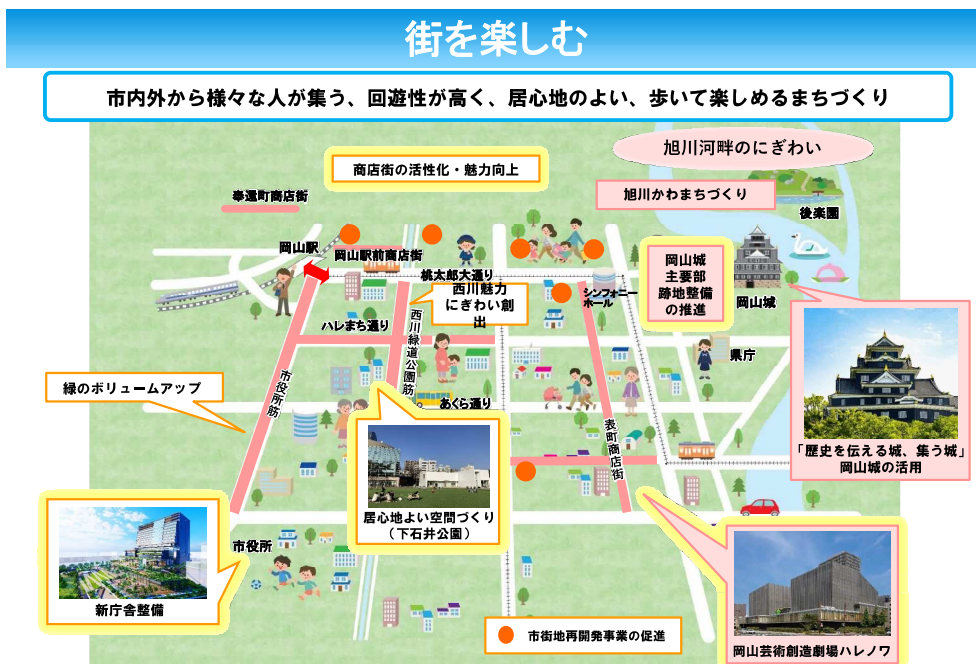 街を楽しむ
市内外から様々な人が集う、回遊性が高く、居心地のよい、歩いて楽しめるまちづくり
旭川河畔のにぎわい
商店街の活性化・魅力向上
旭川かわまちづくり
奉還町商店街
後楽園
岡山駅
岡山駅前商店街
桃太郎大通り
岡山城
主要部
跡地整備
の推進
西川魅力
にぎわい創
出
シンフォニー
ホール
岡山城
ハレまち通り
西川緑道公園筋
県庁
緑のボリュームアップ
市役所筋
あくら通り
表町商店街
「歴史を伝える城、集う城」
岡山城の活用
居心地よい空間づくり
(下石井公園)
市役所
新庁舎整備
市街地再開発事業の促進
岡山芸術創造劇場ハレノワ